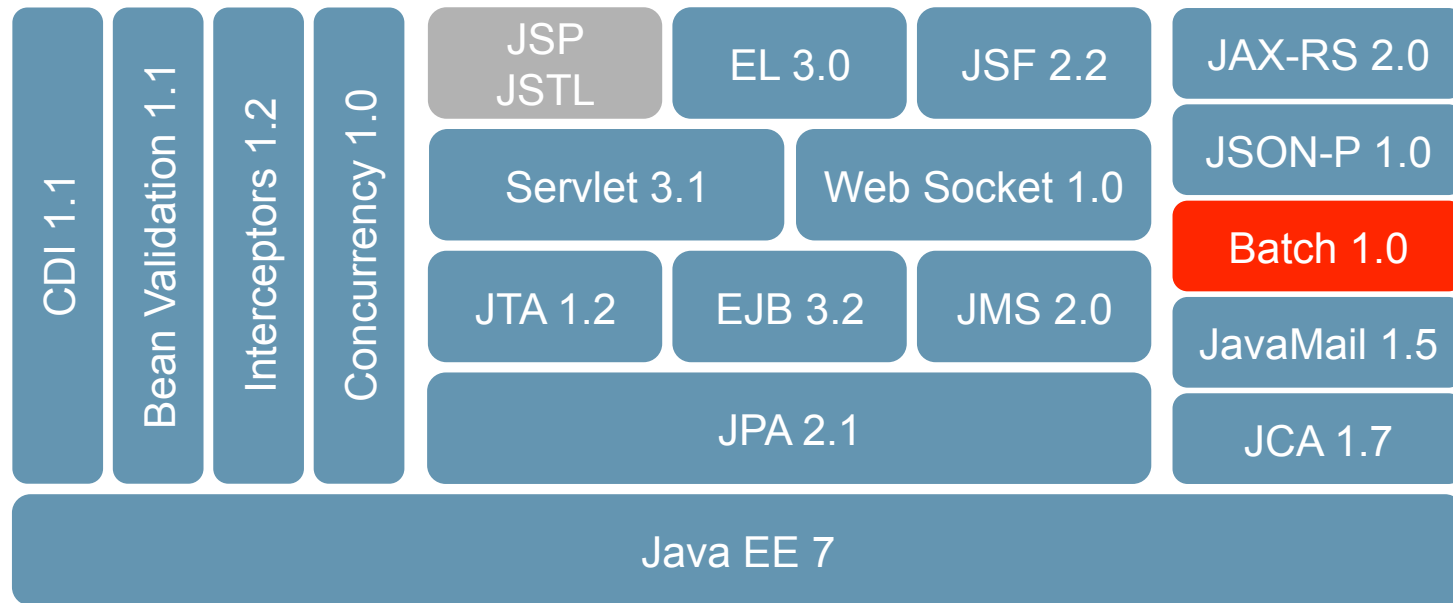 CDI 1.1
Bean Validation 1.1
Interceptors 1.2
Concurrency 1.0
JSP
JSTL
EL 3.0
JSF 2.2
Servlet 3.1
Web Socket 1.0
JTA 1.2
EJB 3.2
JMS 2.0
JPA 2.1
JAX-RS 2.0
JSON-P 1.0
Batch 1.0
JavaMail 1.5
JCA 1.7
Java EE 7